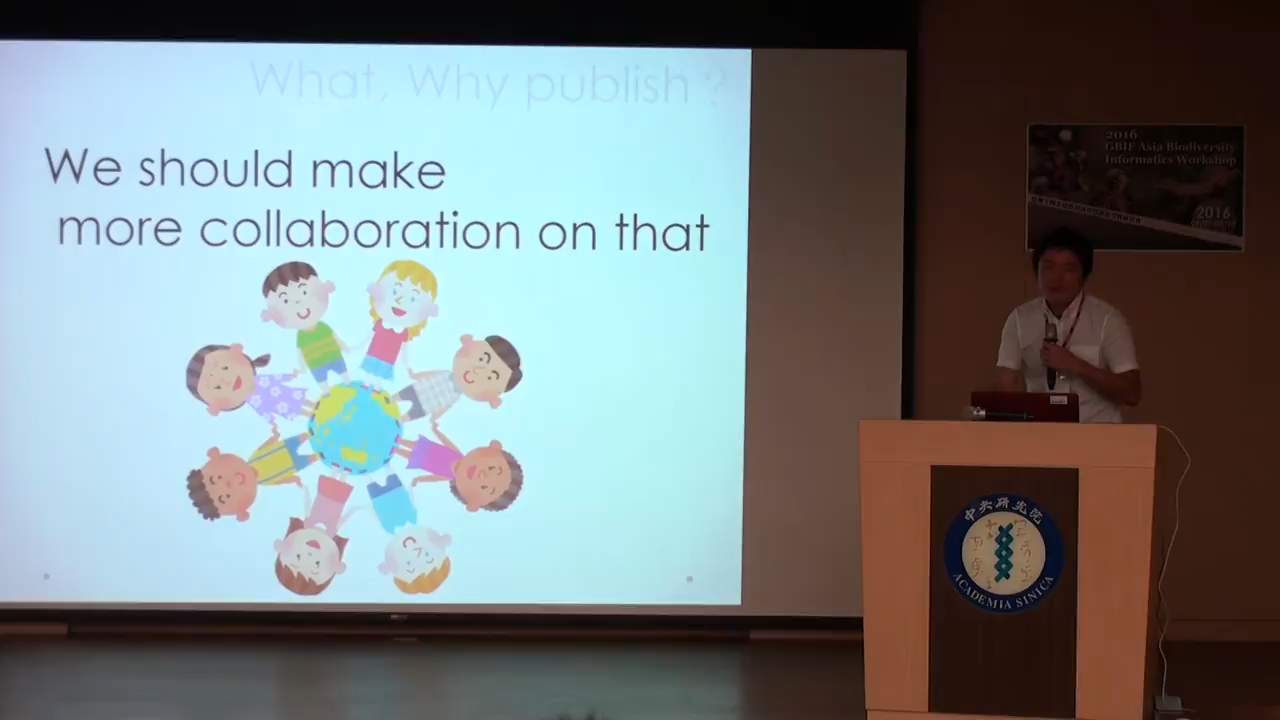 What, Why publish ?
We should make
more collaboration on that
2016
GBIF Asia Biodiversity
Informatics Workshop
2016
中央研究院
ACADEMIA SINICA